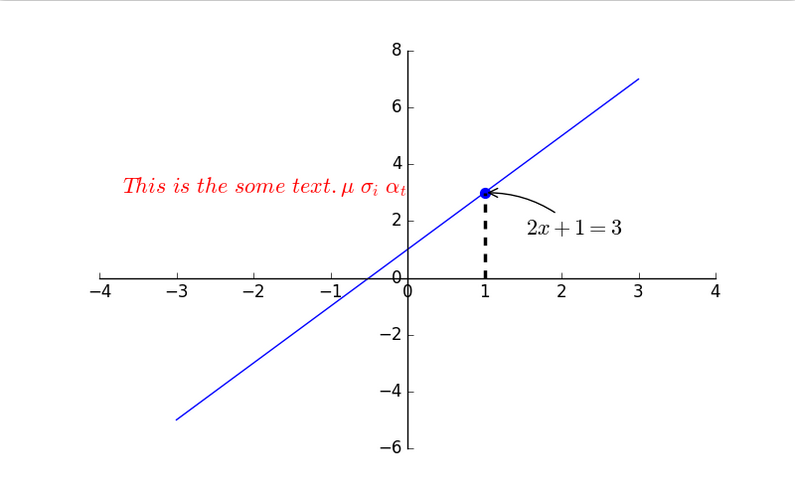 8
6
4
This is the some text. μ σᵢ αₜ
2
2x + 1 = 3
0
−4 −3 −2 −1 0 1 2 3 4
−2
−4
−6